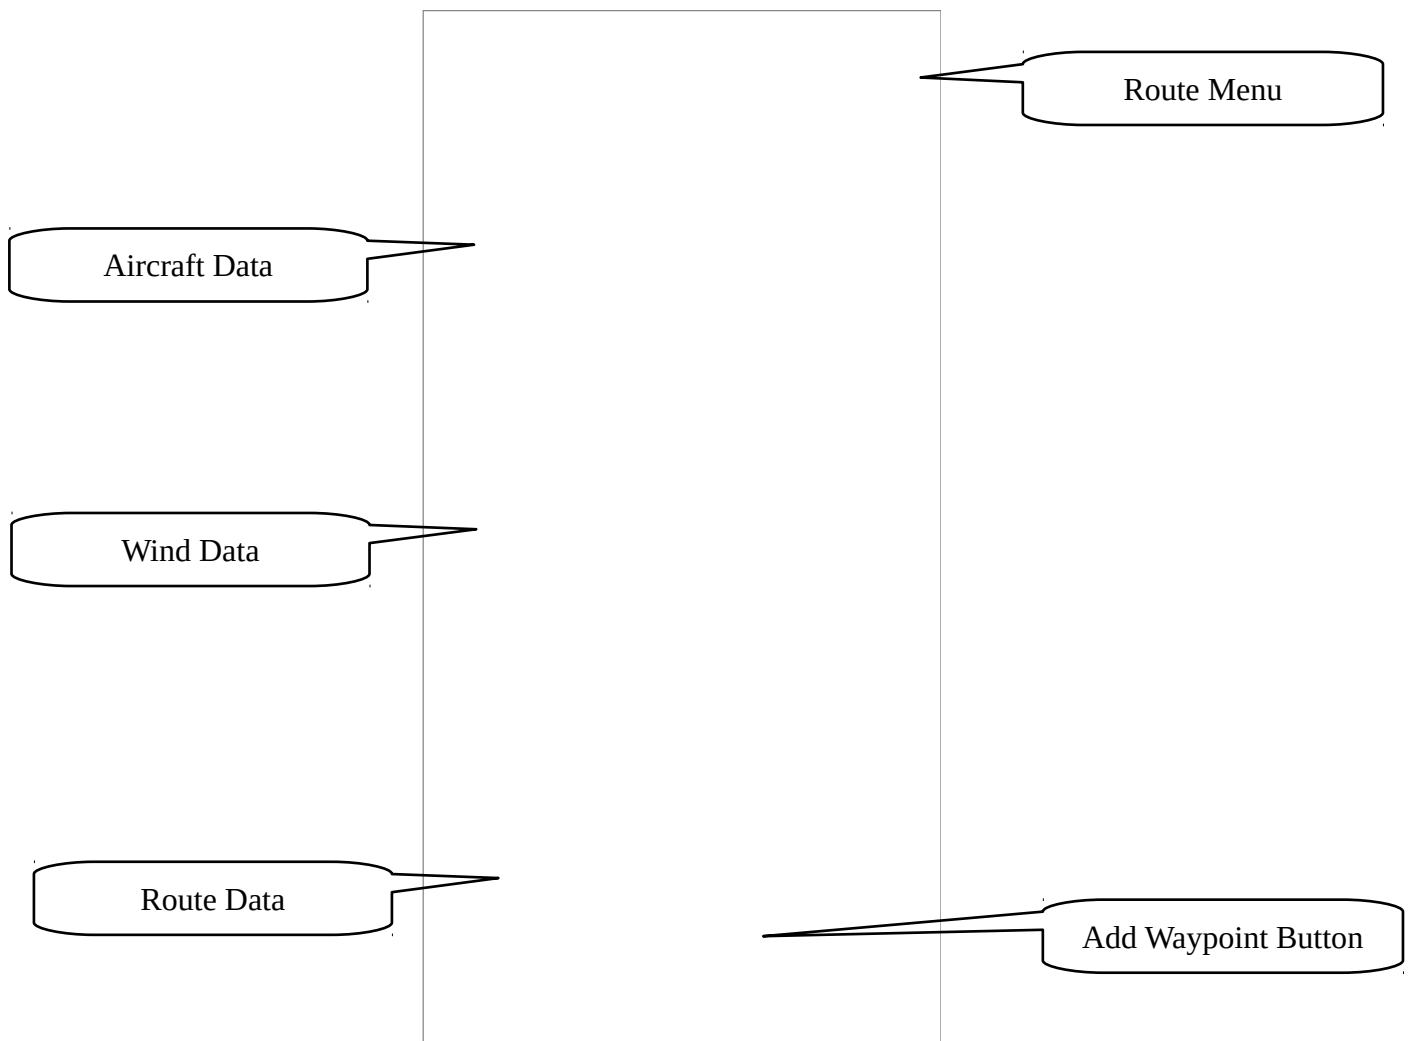 Route Menu
Aircraft Data
Wind Data
Route Data
Add Waypoint Button